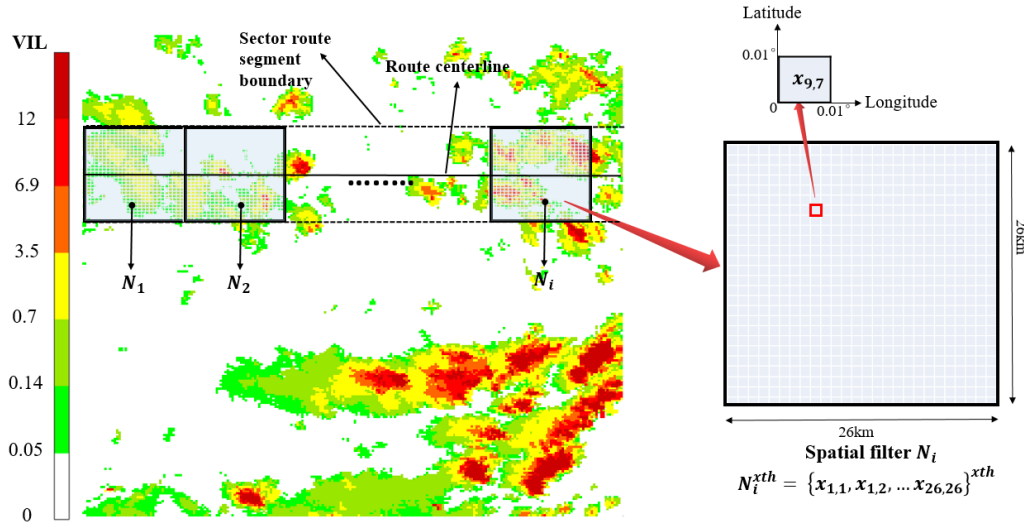 VIL
12
6.9
3.5
0.7
0.14
0.05
0
Sector route
segment
boundary
Route centerline
N₁
N₂
Nᵢ
Latitude
0.01°
x₉,₇
0
0.01°
Longitude
26km
26km
Spatial filter Nᵢ
Nᵢˣᵗʰ = {x₁,₁, x₁,₂, … x₂₆,₂₆}ˣᵗʰ